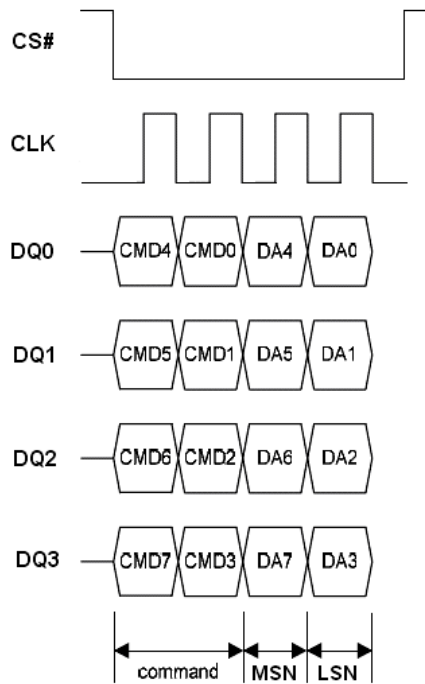 CS#
CLK
DQ0 CMD4 CMD0 DA4 DA0
DQ1 CMD5 CMD1 DA5 DA1
DQ2 CMD6 CMD2 DA6 DA2
DQ3 CMD7 CMD3 DA7 DA3
command MSN LSN